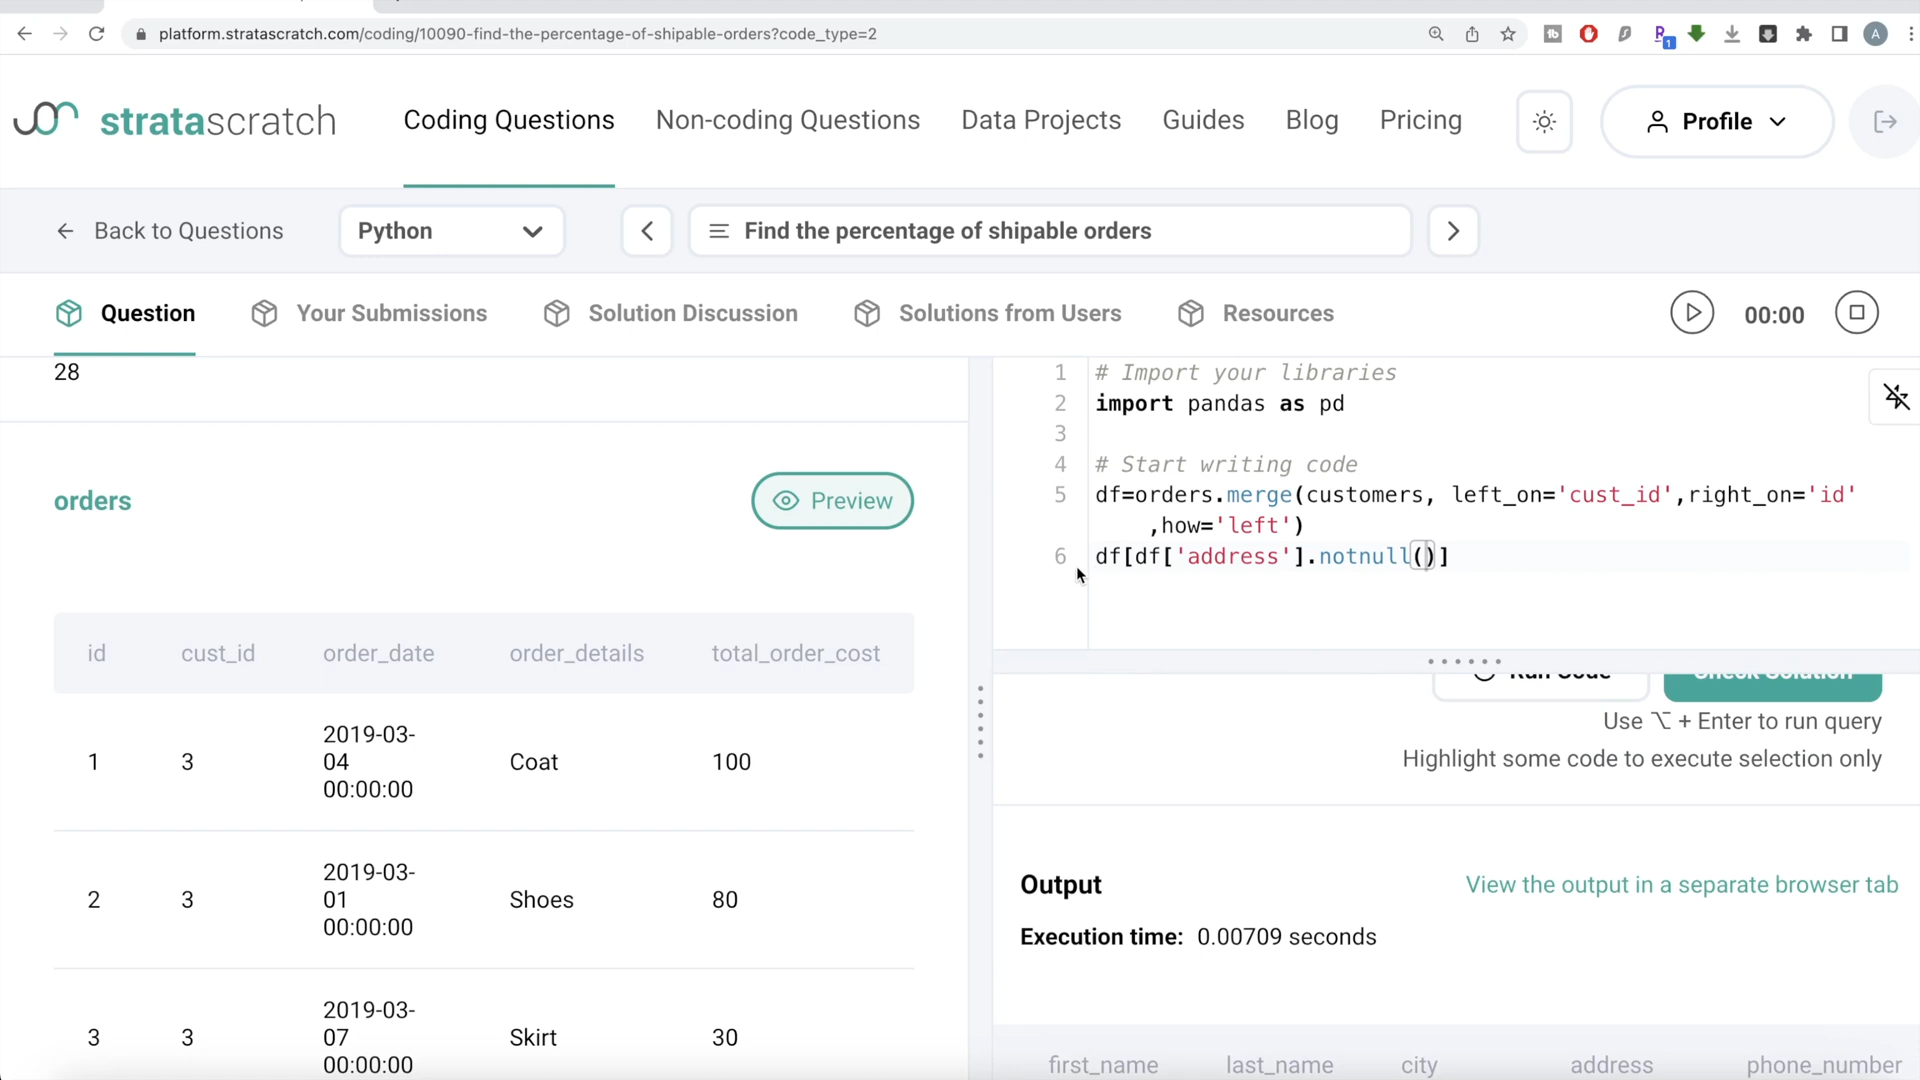 platform.stratascratch.com/coding/10090-find-the-percentage-of-shipable-orders?code_type=2
1
A
stratascratch
Coding Questions
Non-coding Questions
Data Projects
Guides
Blog
Pricing
Profile
Back to Questions
Python
Find the percentage of shipable orders
Question
Your Submissions
Solution Discussion
Solutions from Users
Resources
00:00
28
orders
Preview
id cust_id order_date order_details total_order_cost
1 3 2019-03-04 00:00:00 Coat 100
2 3 2019-03-01 00:00:00 Shoes 80
3 3 2019-03-07 00:00:00 Skirt 30
1 # Import your libraries
2 import pandas as pd
3
4 # Start writing code
5 df=orders.merge(customers, left_on='cust_id',right_on='id'
,how='left')
6 df[df['address'].notnull()]
Run Code
Check Solution
Use ⌥ + Enter to run query
Highlight some code to execute selection only
Output
View the output in a separate browser tab
Execution time: 0.00709 seconds
first_name last_name city address phone_number